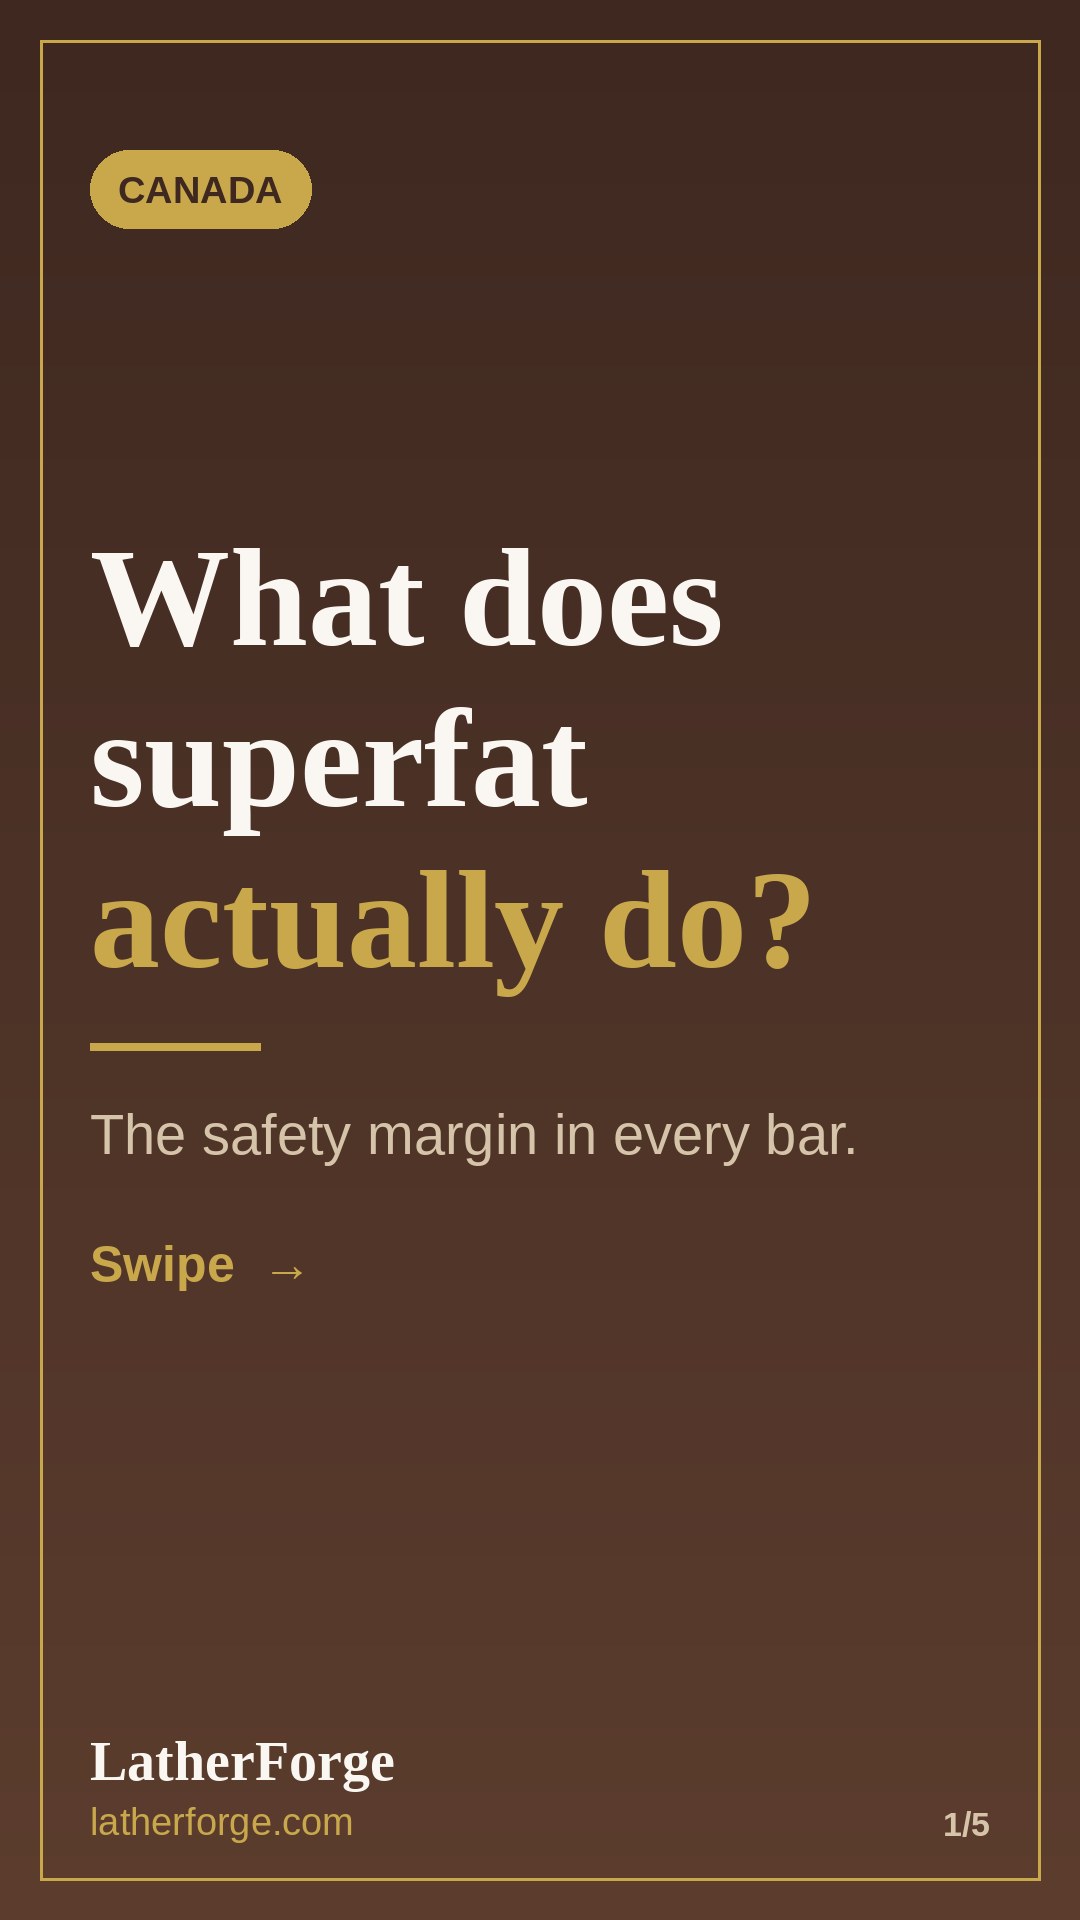 CANADA
What does
superfat
actually do?
The safety margin in every bar.
Swipe →
LatherForge
latherforge.com
1/5